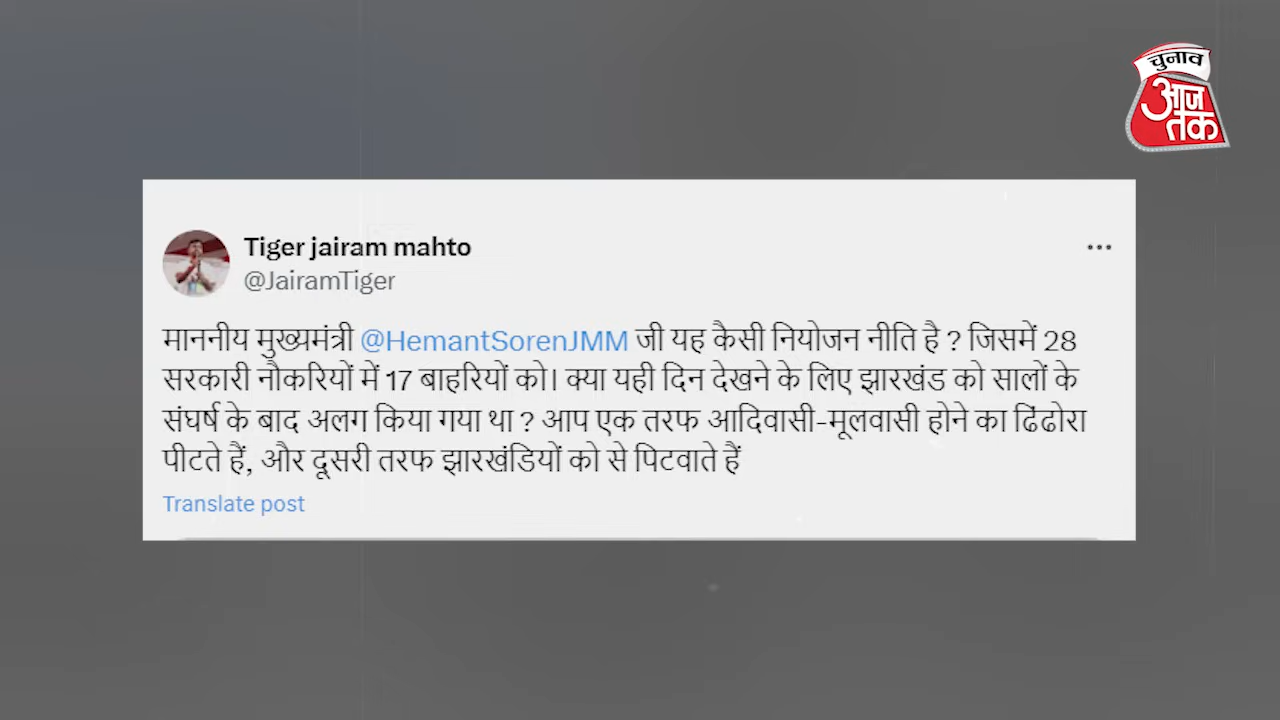 चुनाव
आज
तक
Tiger jairam mahto
@JairamTiger
माननीय मुख्यमंत्री @HemantSorenJMM जी यह कैसी नियोजन नीति है ? जिसमें 28
सरकारी नौकरियों में 17 बाहरियों को। क्या यही दिन देखने के लिए झारखंड को सालों के
संघर्ष के बाद अलग किया गया था ? आप एक तरफ आदिवासी-मूलवासी होने का ढिंढोरा
पीटते हैं, और दूसरी तरफ झारखंडियों को से पिटवाते हैं
Translate post